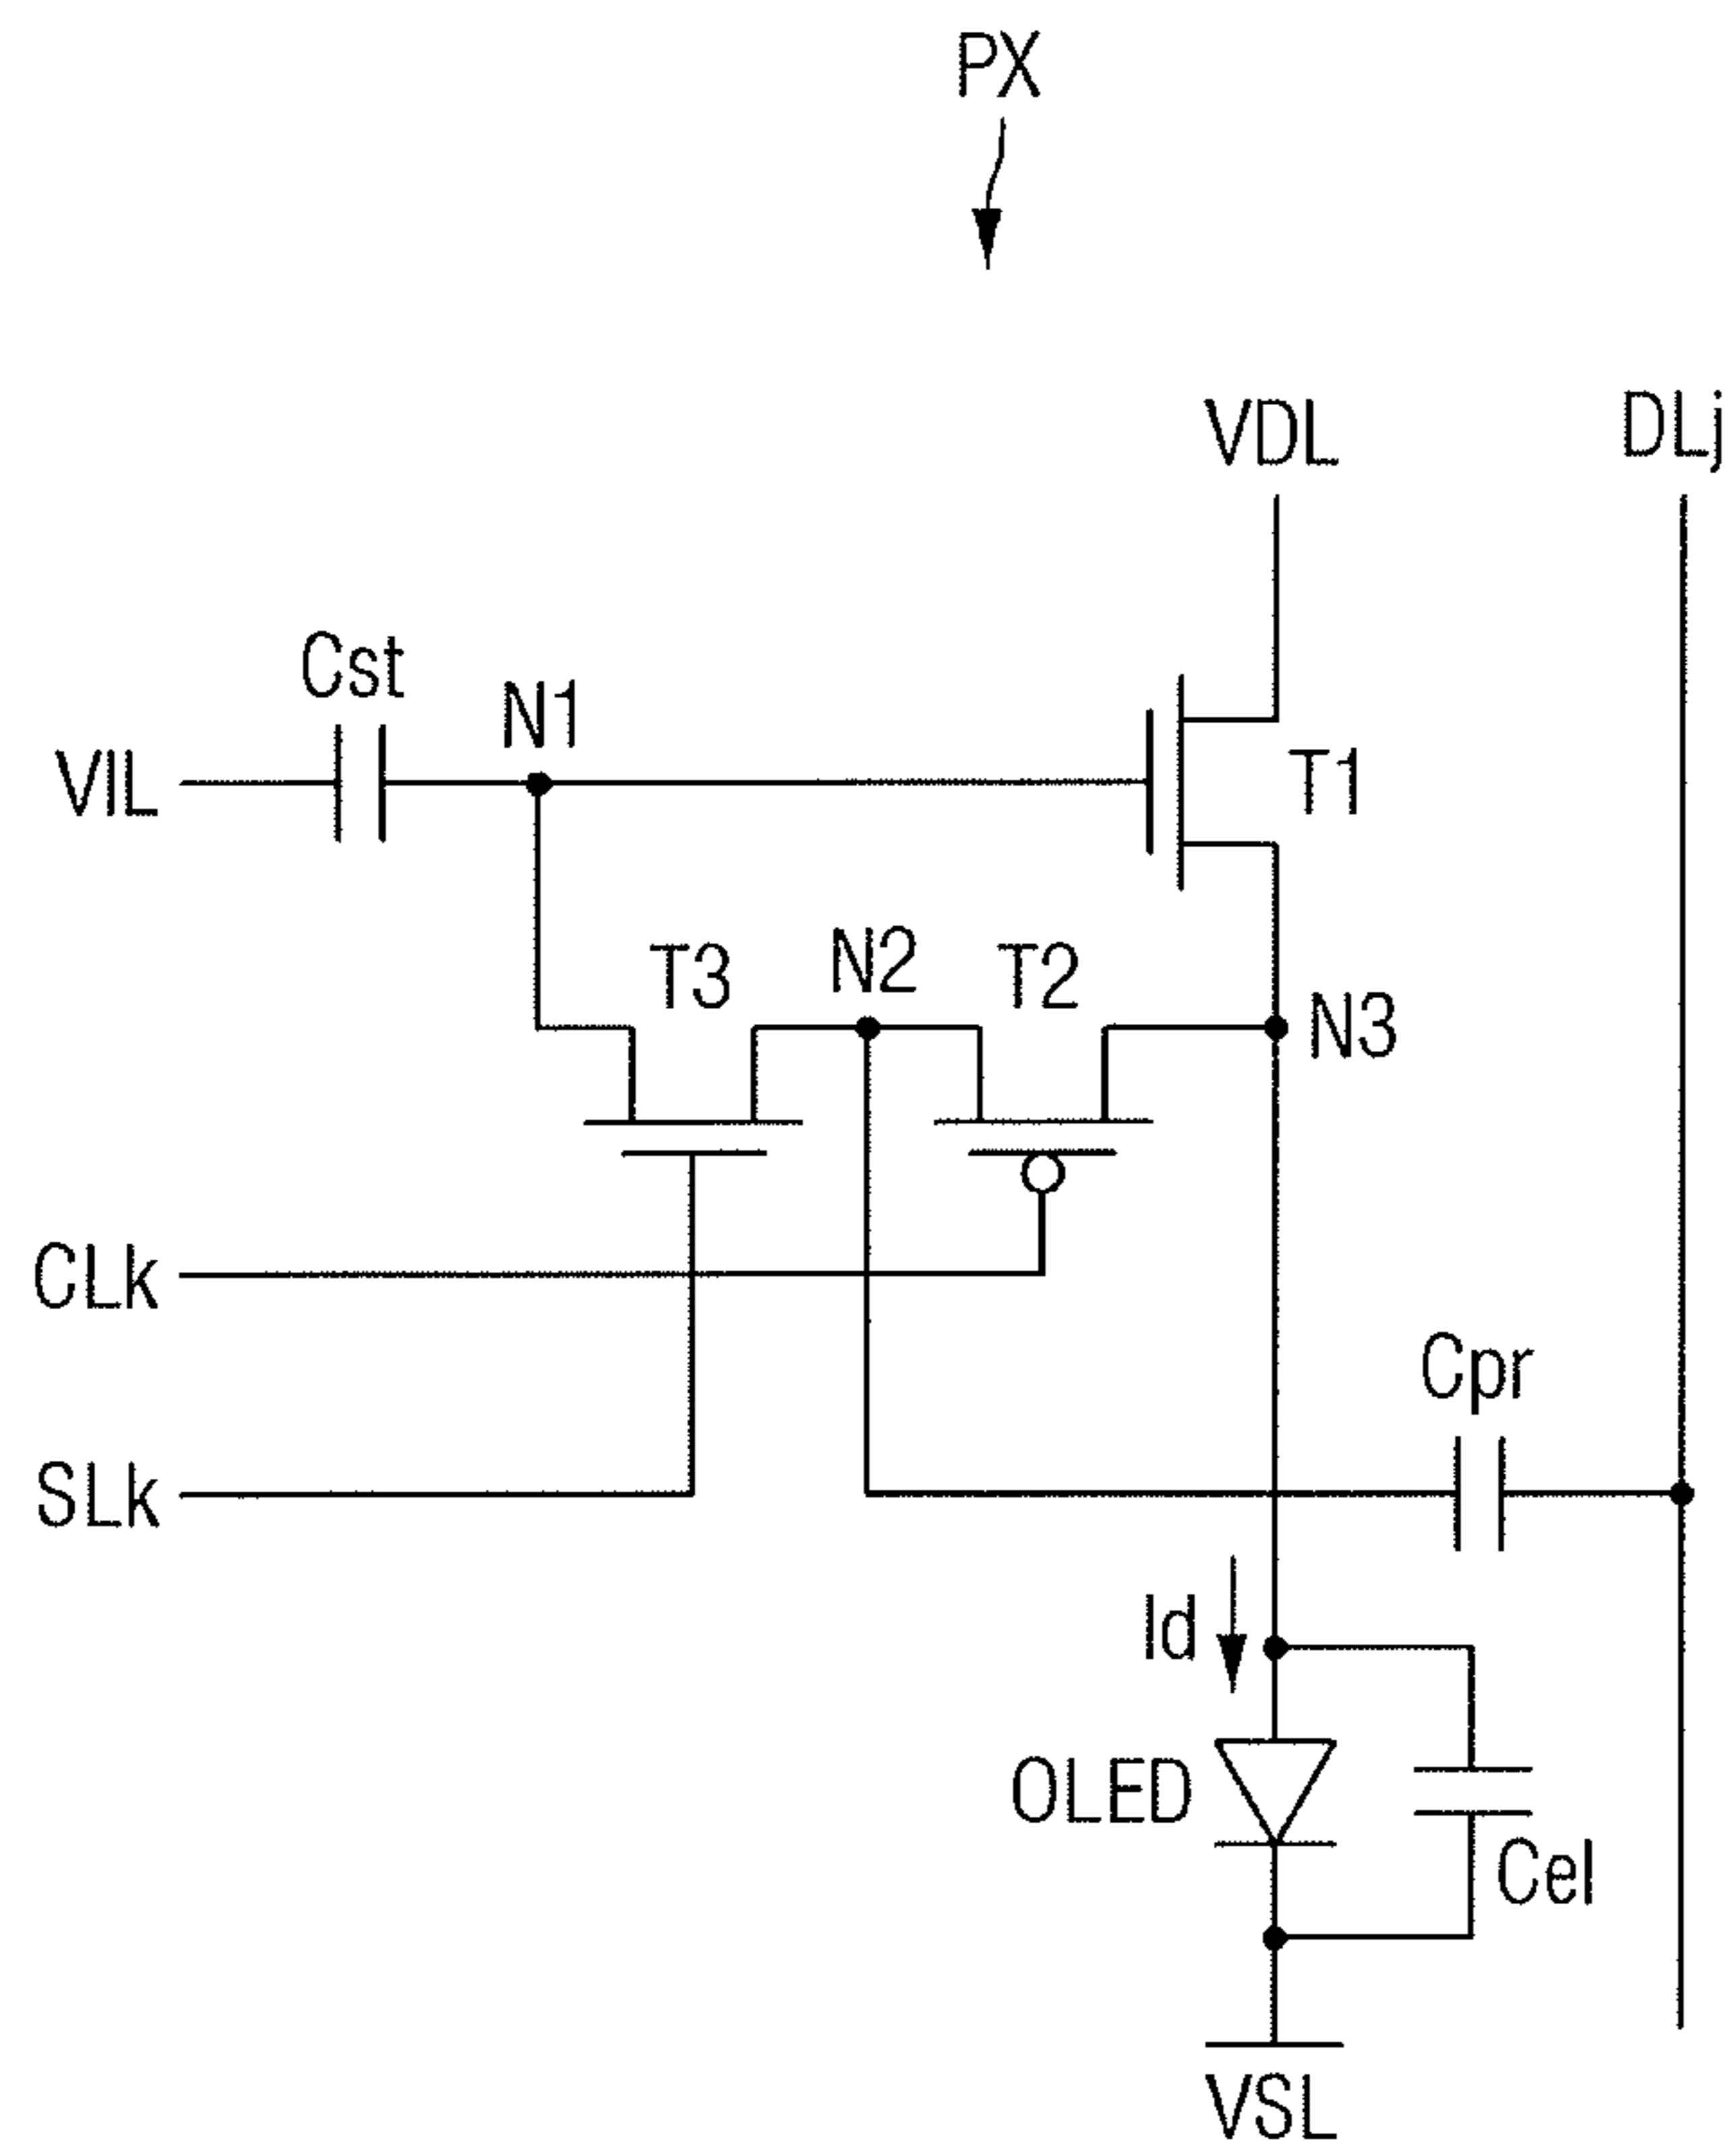 PX
VDL
DLj
Cst
N1
VIL
T1
T3
N2
T2
N3
CLk
Cpr
SLk
Id
OLED
Cel
VSL